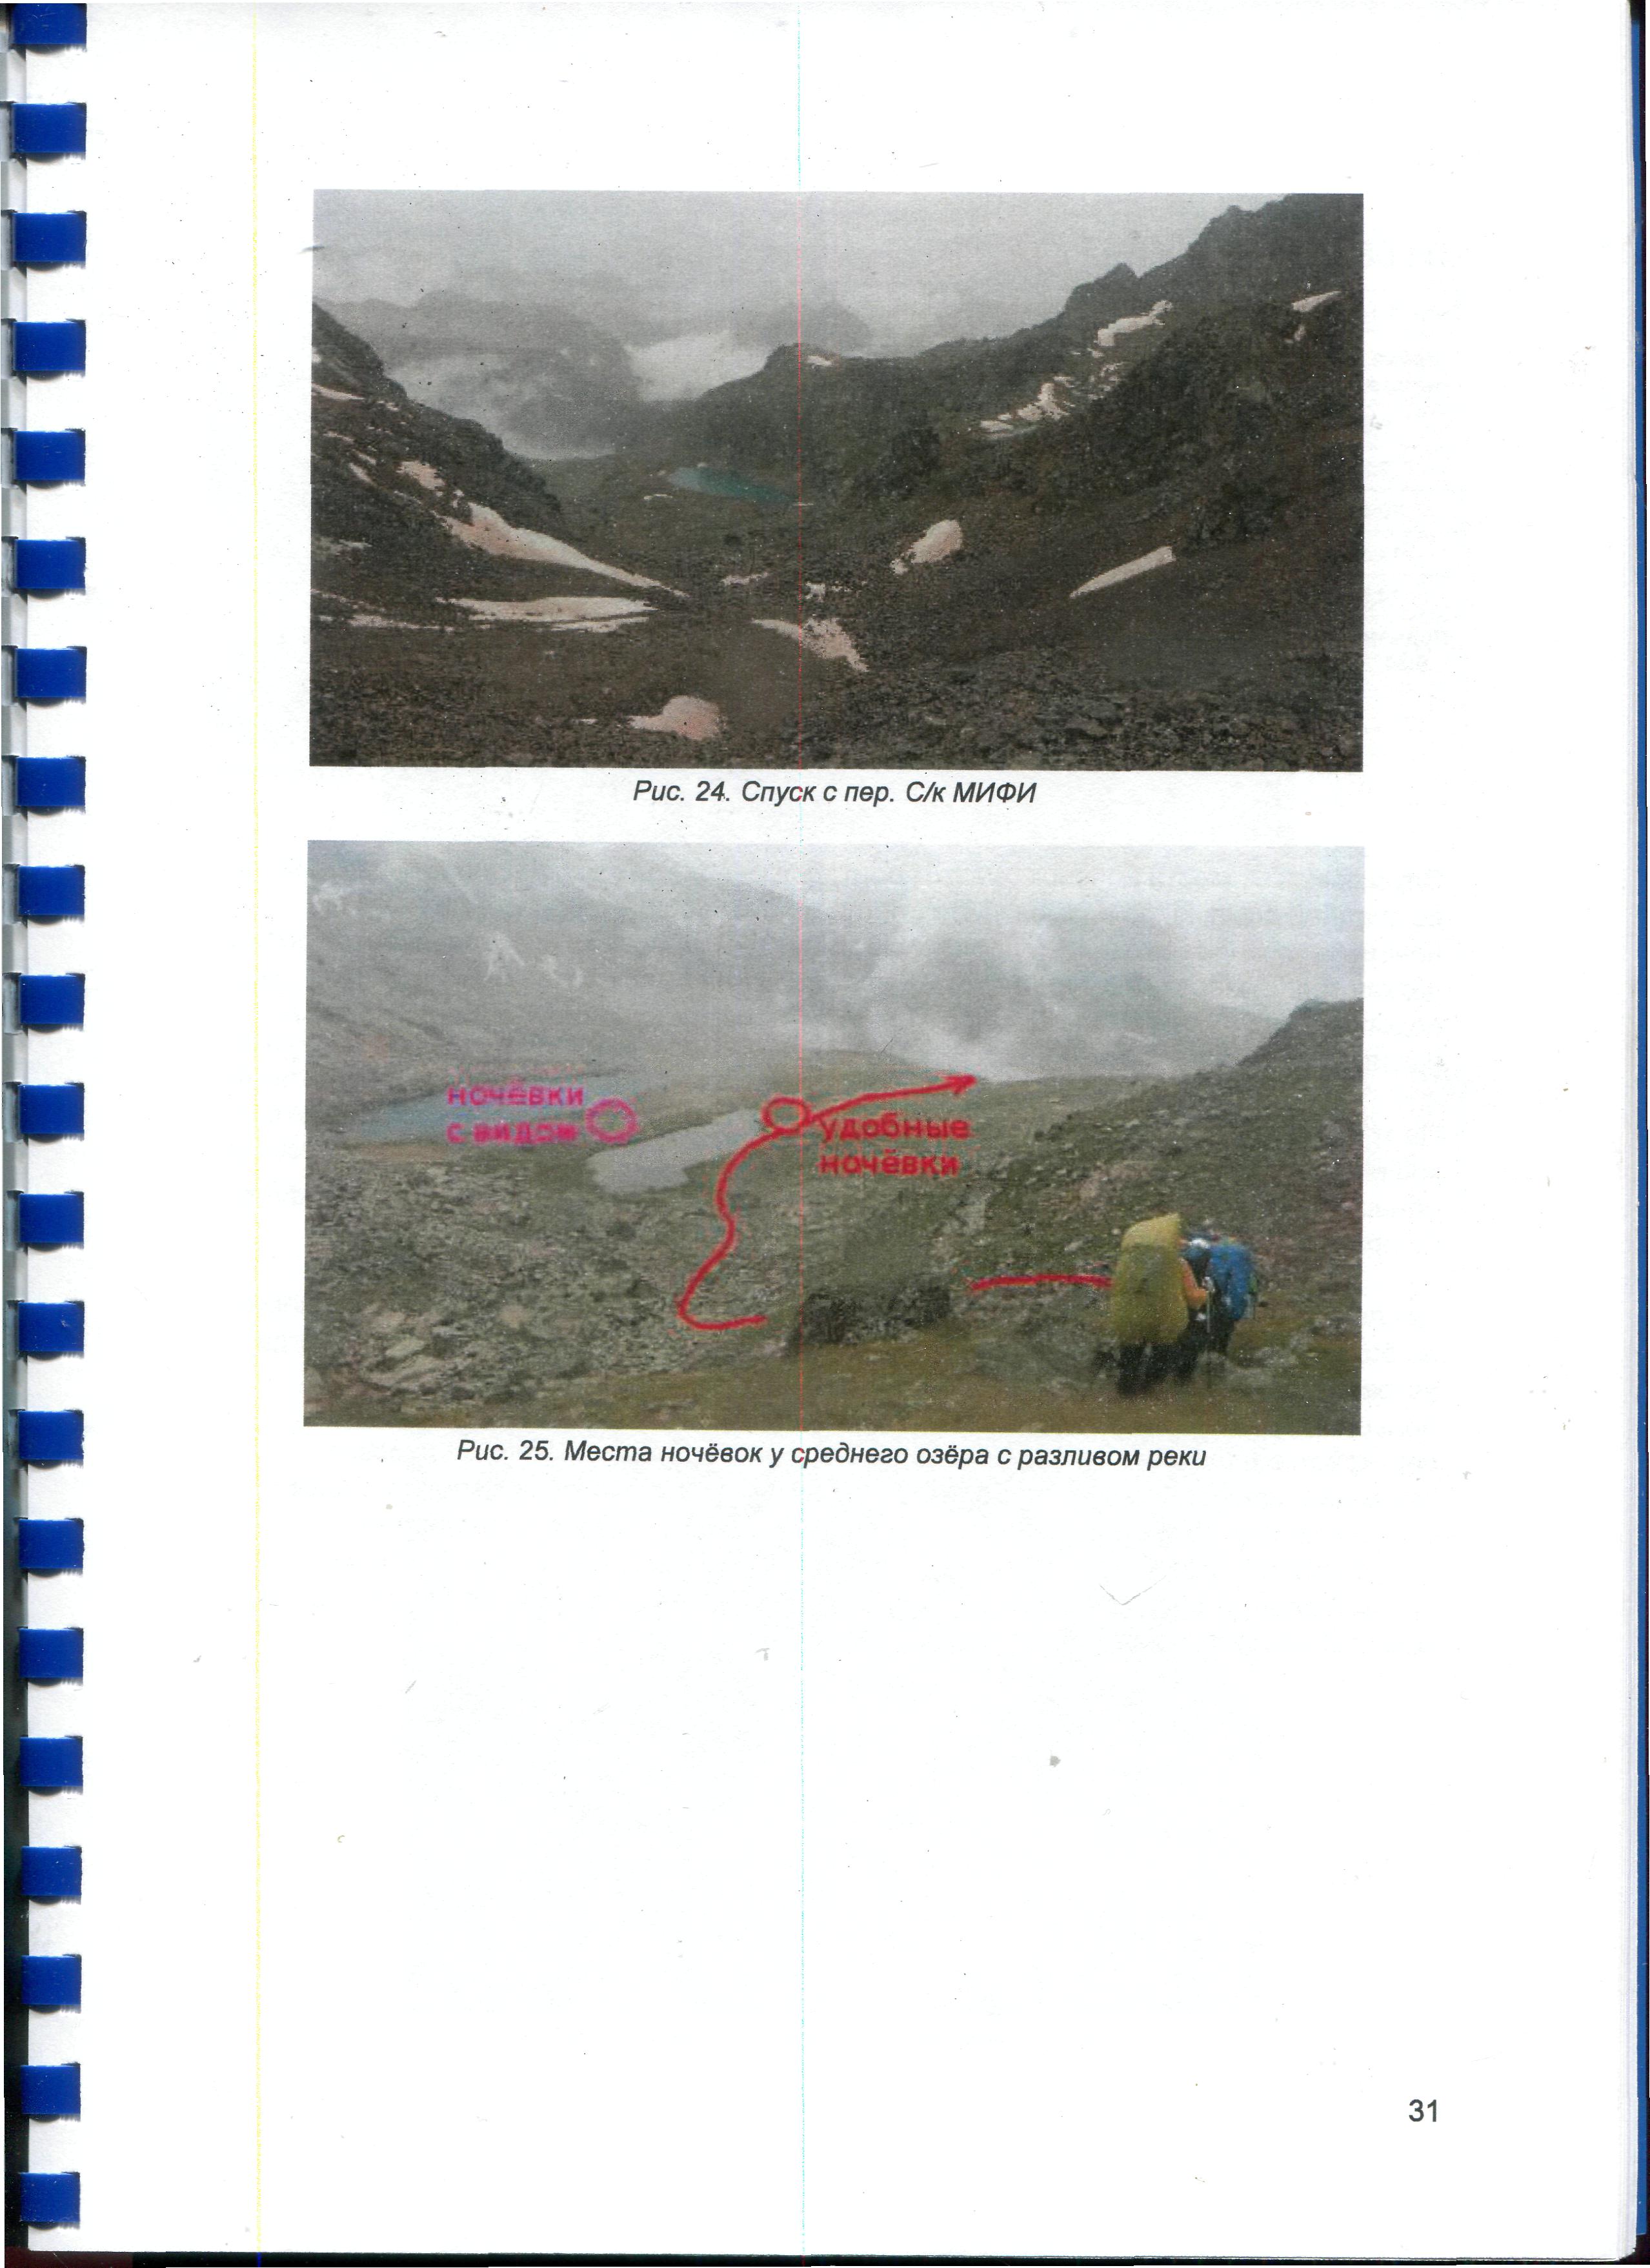 Рис. 24. Спуск с пер. С/к МИФИ
ночёвки
с видом
удобные
ночёвки
Рис. 25. Места ночёвок у среднего озёра с разливом реки
31